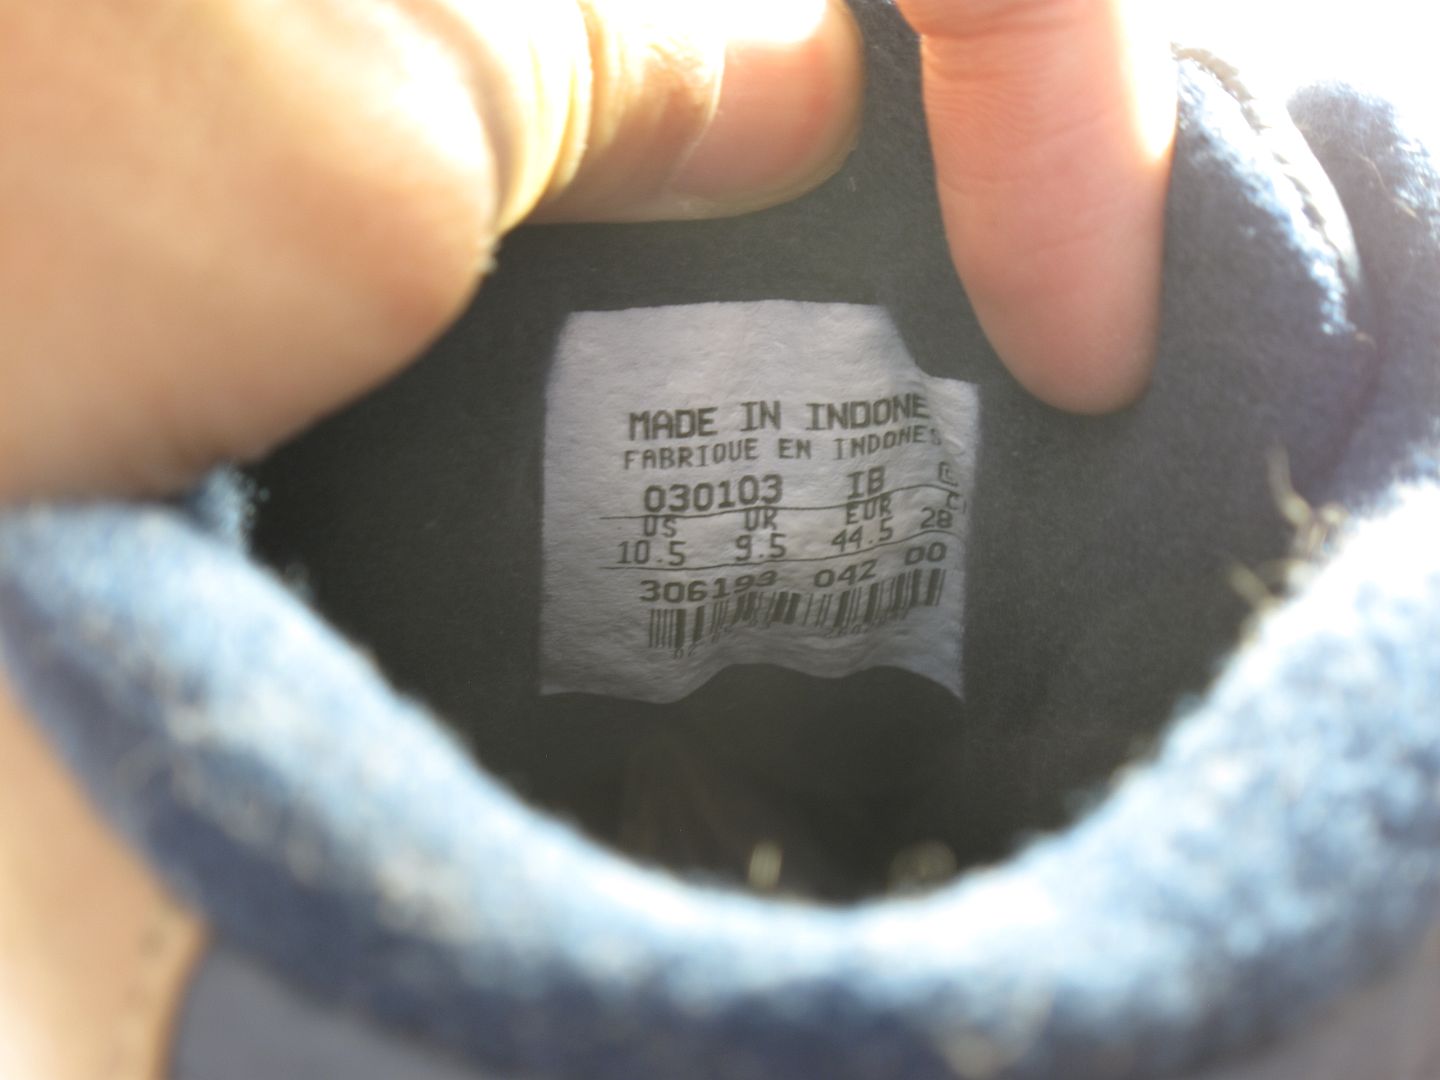 MADE IN INDONE
FABRIQUE EN INDONES
030103 IB
US UK EUR C
10.5 9.5 44.5 28
306193 042 00